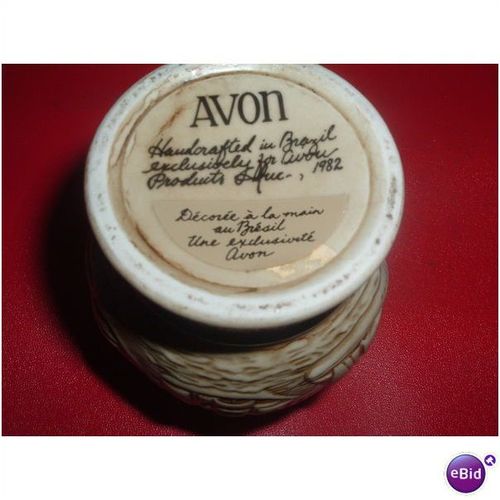 AVON
Handcrafted in Brazil
exclusively for Avon
Products Inc., 1982
Décorée à la main
au Brésil
Une exclusivité
Avon
eBid